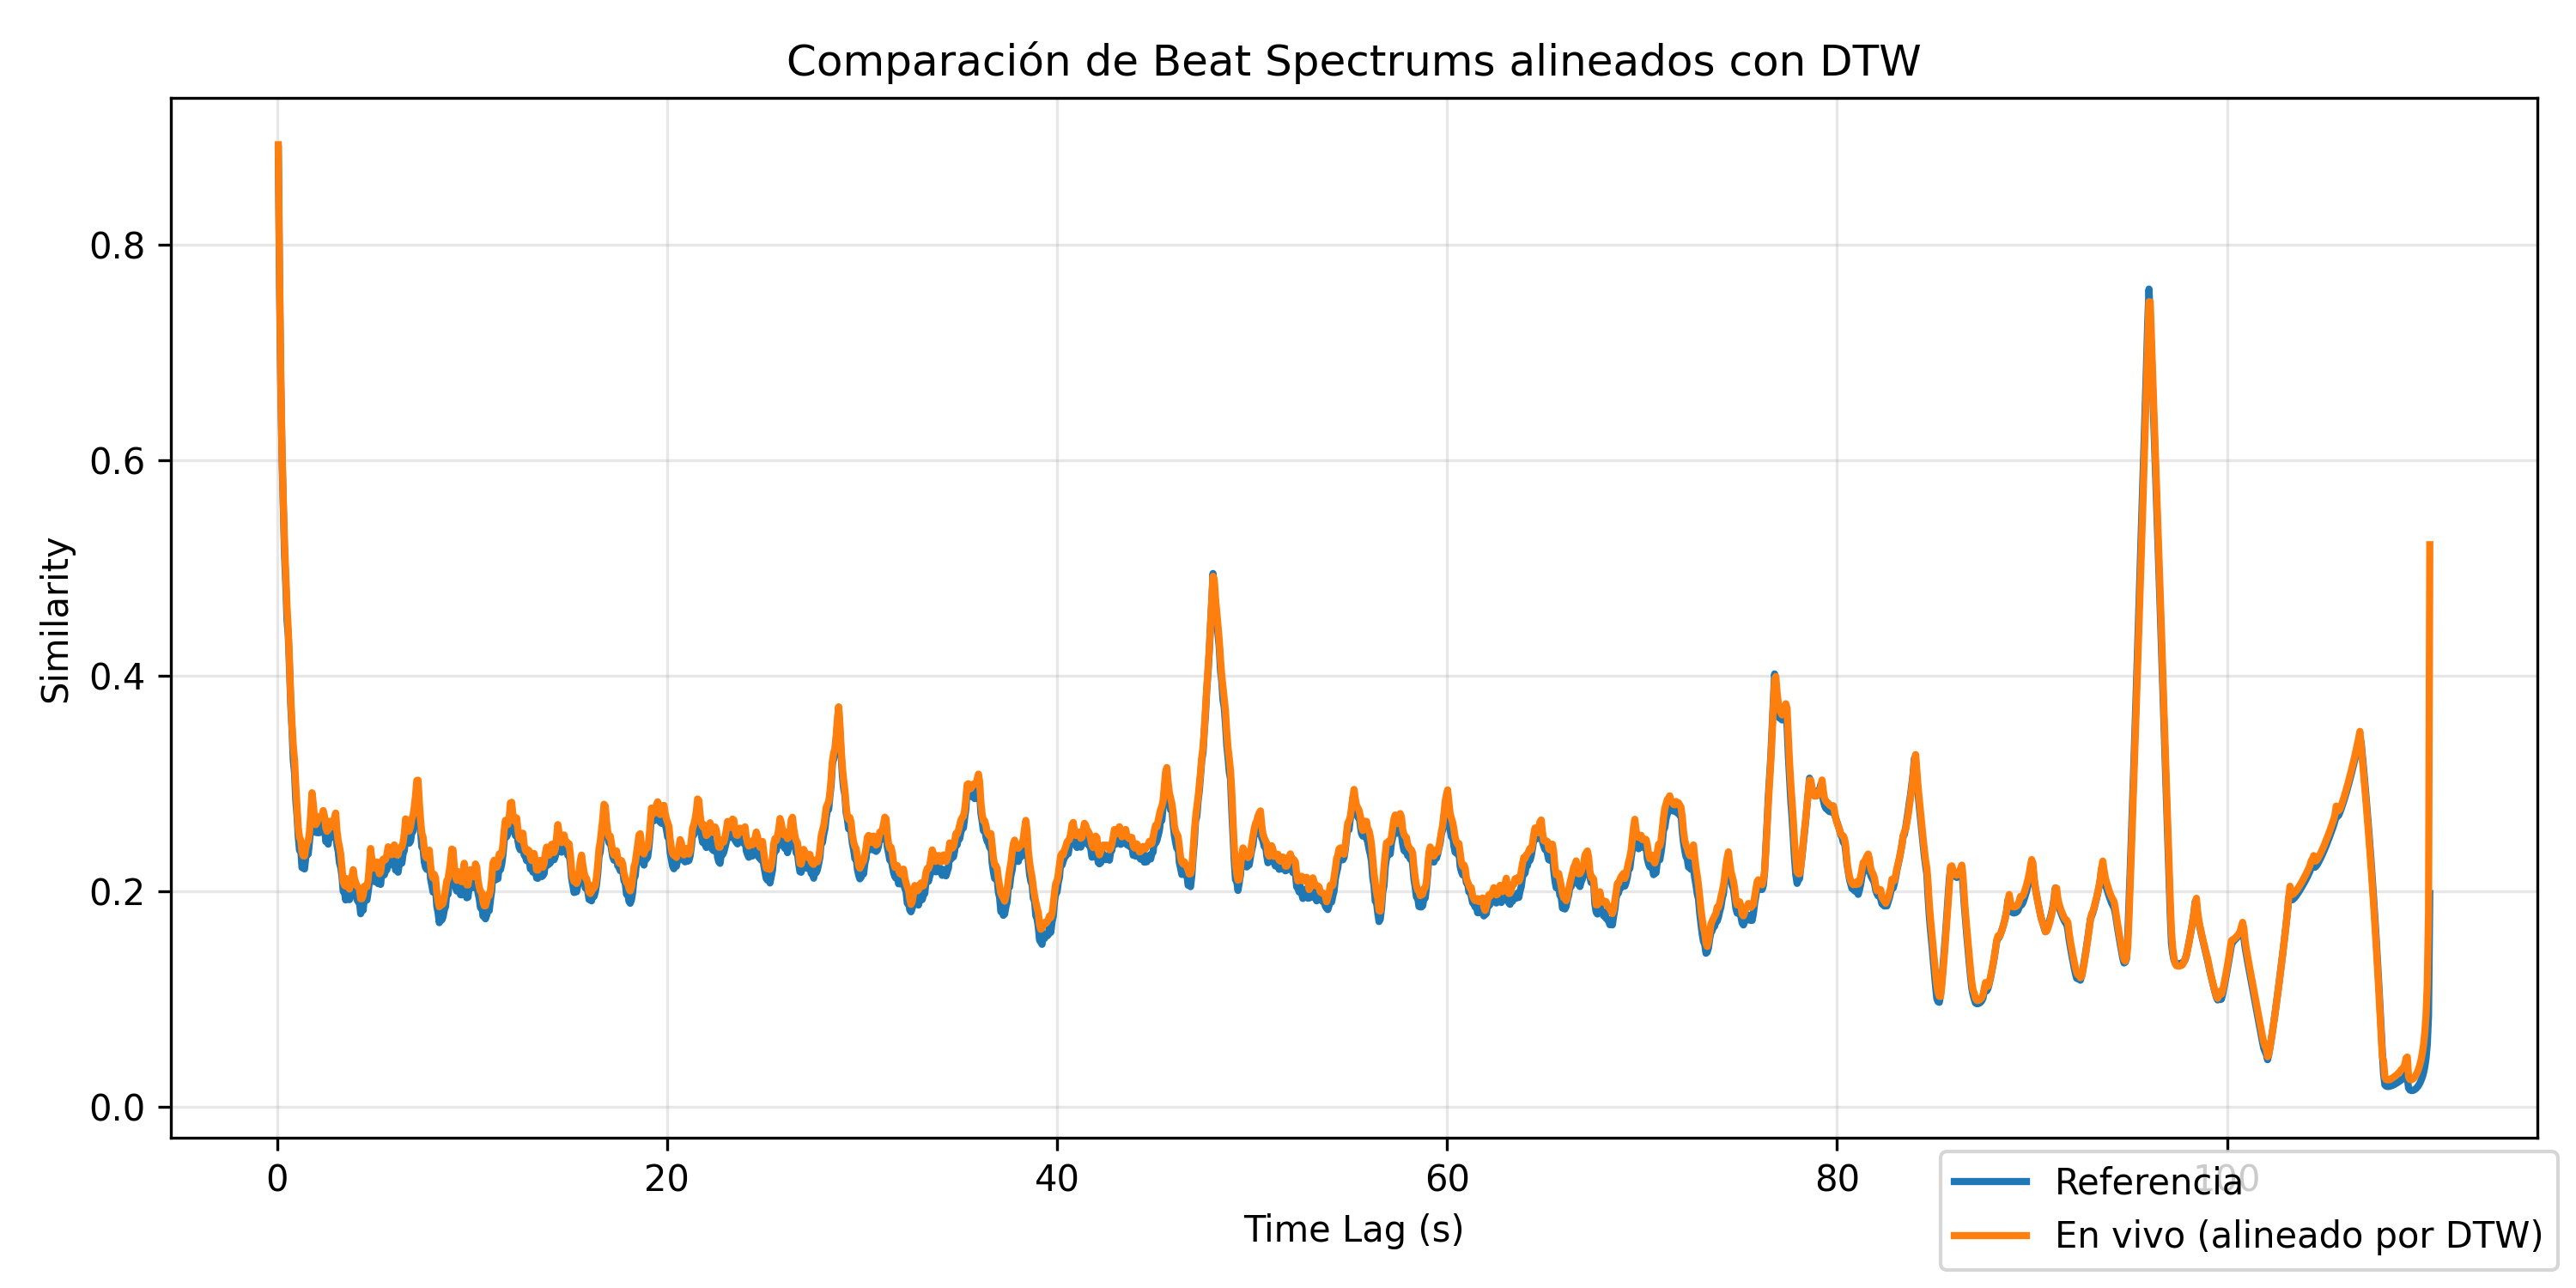 Comparación de Beat Spectrums alineados con DTW
Similarity
0.8
0.6
0.4
0.2
0.0
0
20
40
60
80
100
Time Lag (s)
Referencia
En vivo (alineado por DTW)